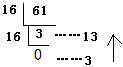 16 61
16 3 ------ 13
0 ------ 3